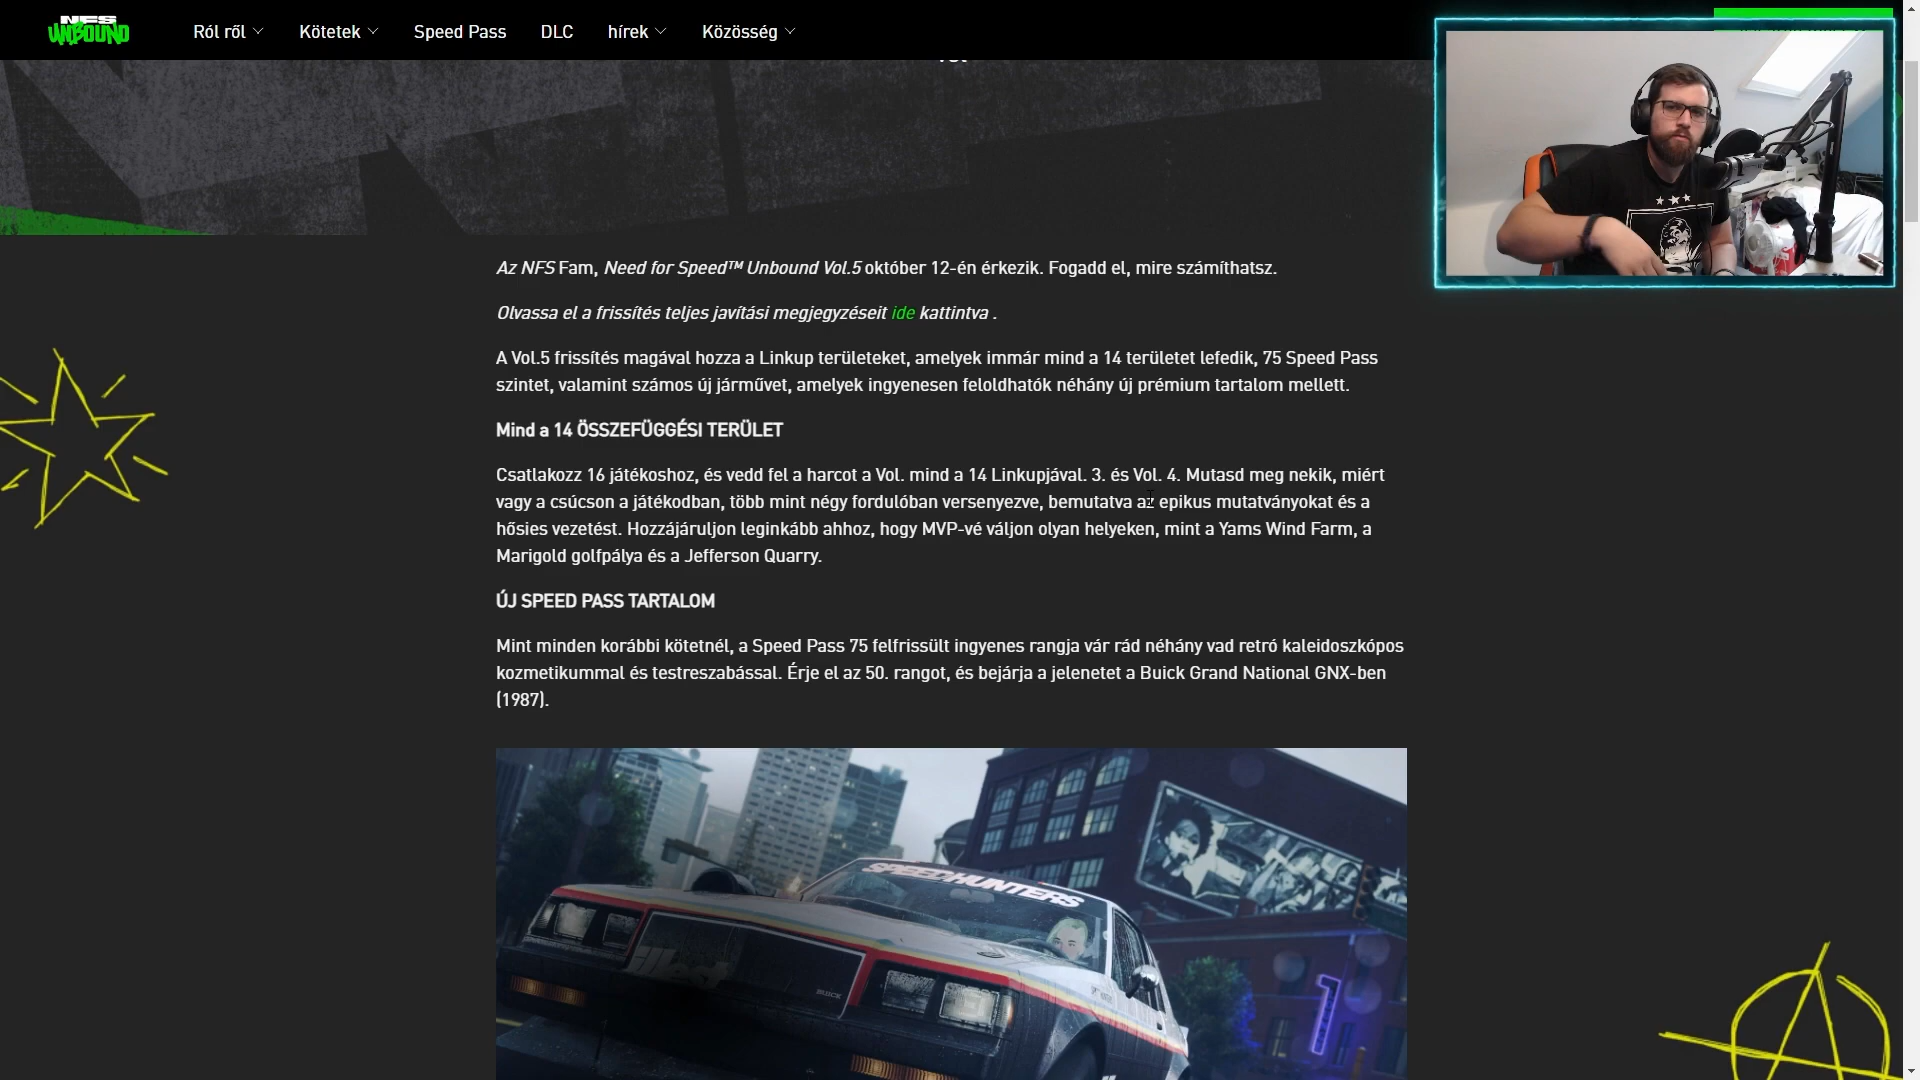 NFS
UNBOUND
Ról ről
Kötetek
Speed Pass
DLC
hírek
Közösség
Az NFS Fam, Need for Speed™ Unbound Vol.5 október 12-én érkezik. Fogadd el, mire számíthatsz.
Olvassa el a frissítés teljes javítási megjegyzéseit ide kattintva .
A Vol.5 frissítés magával hozza a Linkup területeket, amelyek immár mind a 14 területet lefedik, 75 Speed Pass
szintet, valamint számos új járművet, amelyek ingyenesen feloldhatók néhány új prémium tartalom mellett.
Mind a 14 ÖSSZEFÜGGÉSI TERÜLET
Csatlakozz 16 játékoshoz, és vedd fel a harcot a Vol. mind a 14 Linkupjával. 3. és Vol. 4. Mutasd meg nekik, miért
vagy a csúcson a játékodban, több mint négy fordulóban versenyezve, bemutatva az epikus mutatványokat és a
hősies vezetést. Hozzájáruljon leginkább ahhoz, hogy MVP-vé váljon olyan helyeken, mint a Yams Wind Farm, a
Marigold golfpálya és a Jefferson Quarry.
ÚJ SPEED PASS TARTALOM
Mint minden korábbi kötetnél, a Speed Pass 75 felfrissült ingyenes rangja vár rád néhány vad retró kaleidoszkópos
kozmetikummal és testreszabással. Érje el az 50. rangot, és bejárja a jelenetet a Buick Grand National GNX-ben
(1987).
SPEEDHUNTERS
BUICK